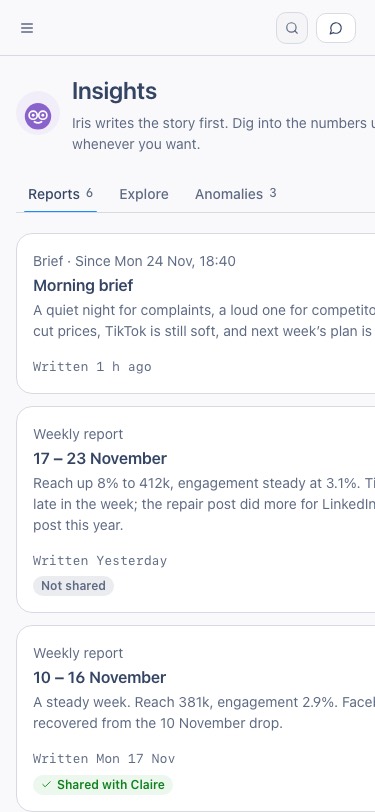 Insights
Iris writes the story first. Dig into the numbers
whenever you want.
Reports 6 Explore Anomalies 3
Brief · Since Mon 24 Nov, 18:40
Morning brief
A quiet night for complaints, a loud one for
cut prices, TikTok is still soft, and next week’s plan is
Written 1 h ago
Weekly report
17 – 23 November
Reach up 8% to 412k, engagement steady at 3.1%.
late in the week; the repair post did more for LinkedIn
post this year.
Written Yesterday
Not shared
Weekly report
10 – 16 November
A steady week. Reach 381k, engagement 2.9%.
recovered from the 10 November drop.
Written Mon 17 Nov
Shared with Claire